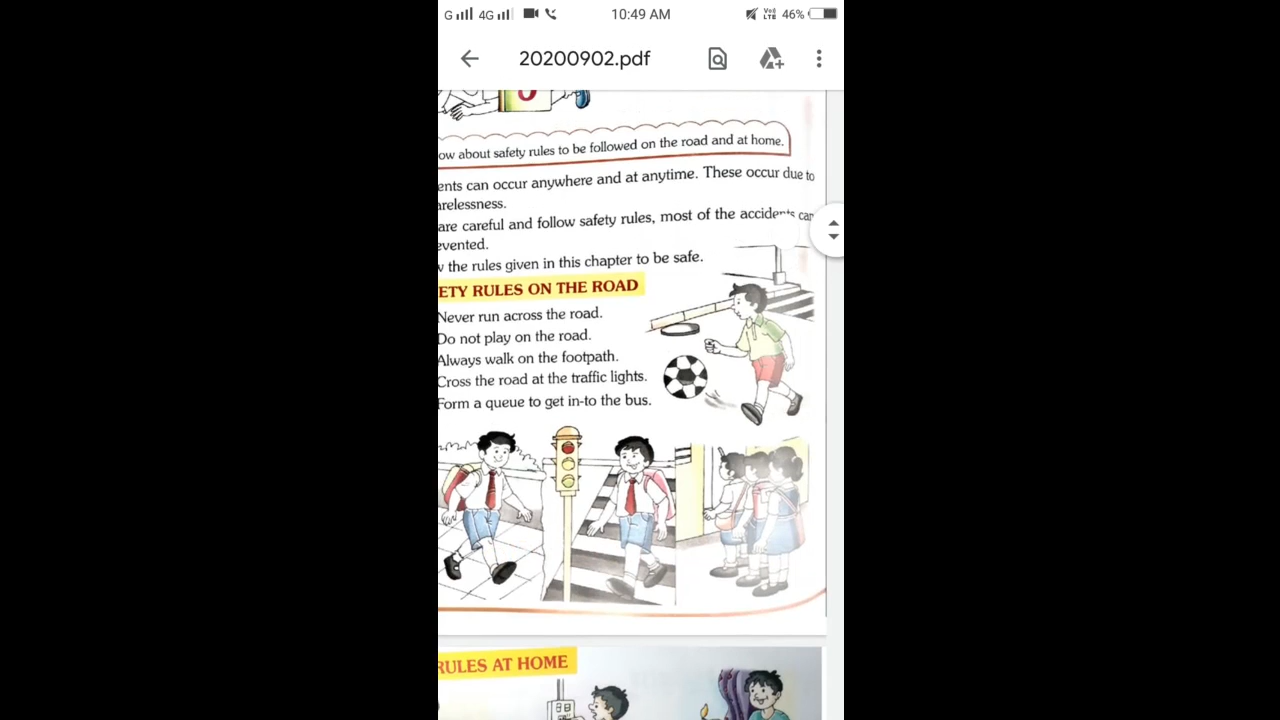 G 4G 10:49 AM VoI LTE 46%
20200902.pdf
ow about safety rules to be followed on the road and at home.
ents can occur anywhere and at anytime. These occur due to
arelessness.
are careful and follow safety rules, most of the accidents can
evented.
w the rules given in this chapter to be safe.
ETY RULES ON THE ROAD
Never run across the road.
Do not play on the road.
Always walk on the footpath.
Cross the road at the traffic lights.
Form a queue to get in-to the bus.
RULES AT HOME